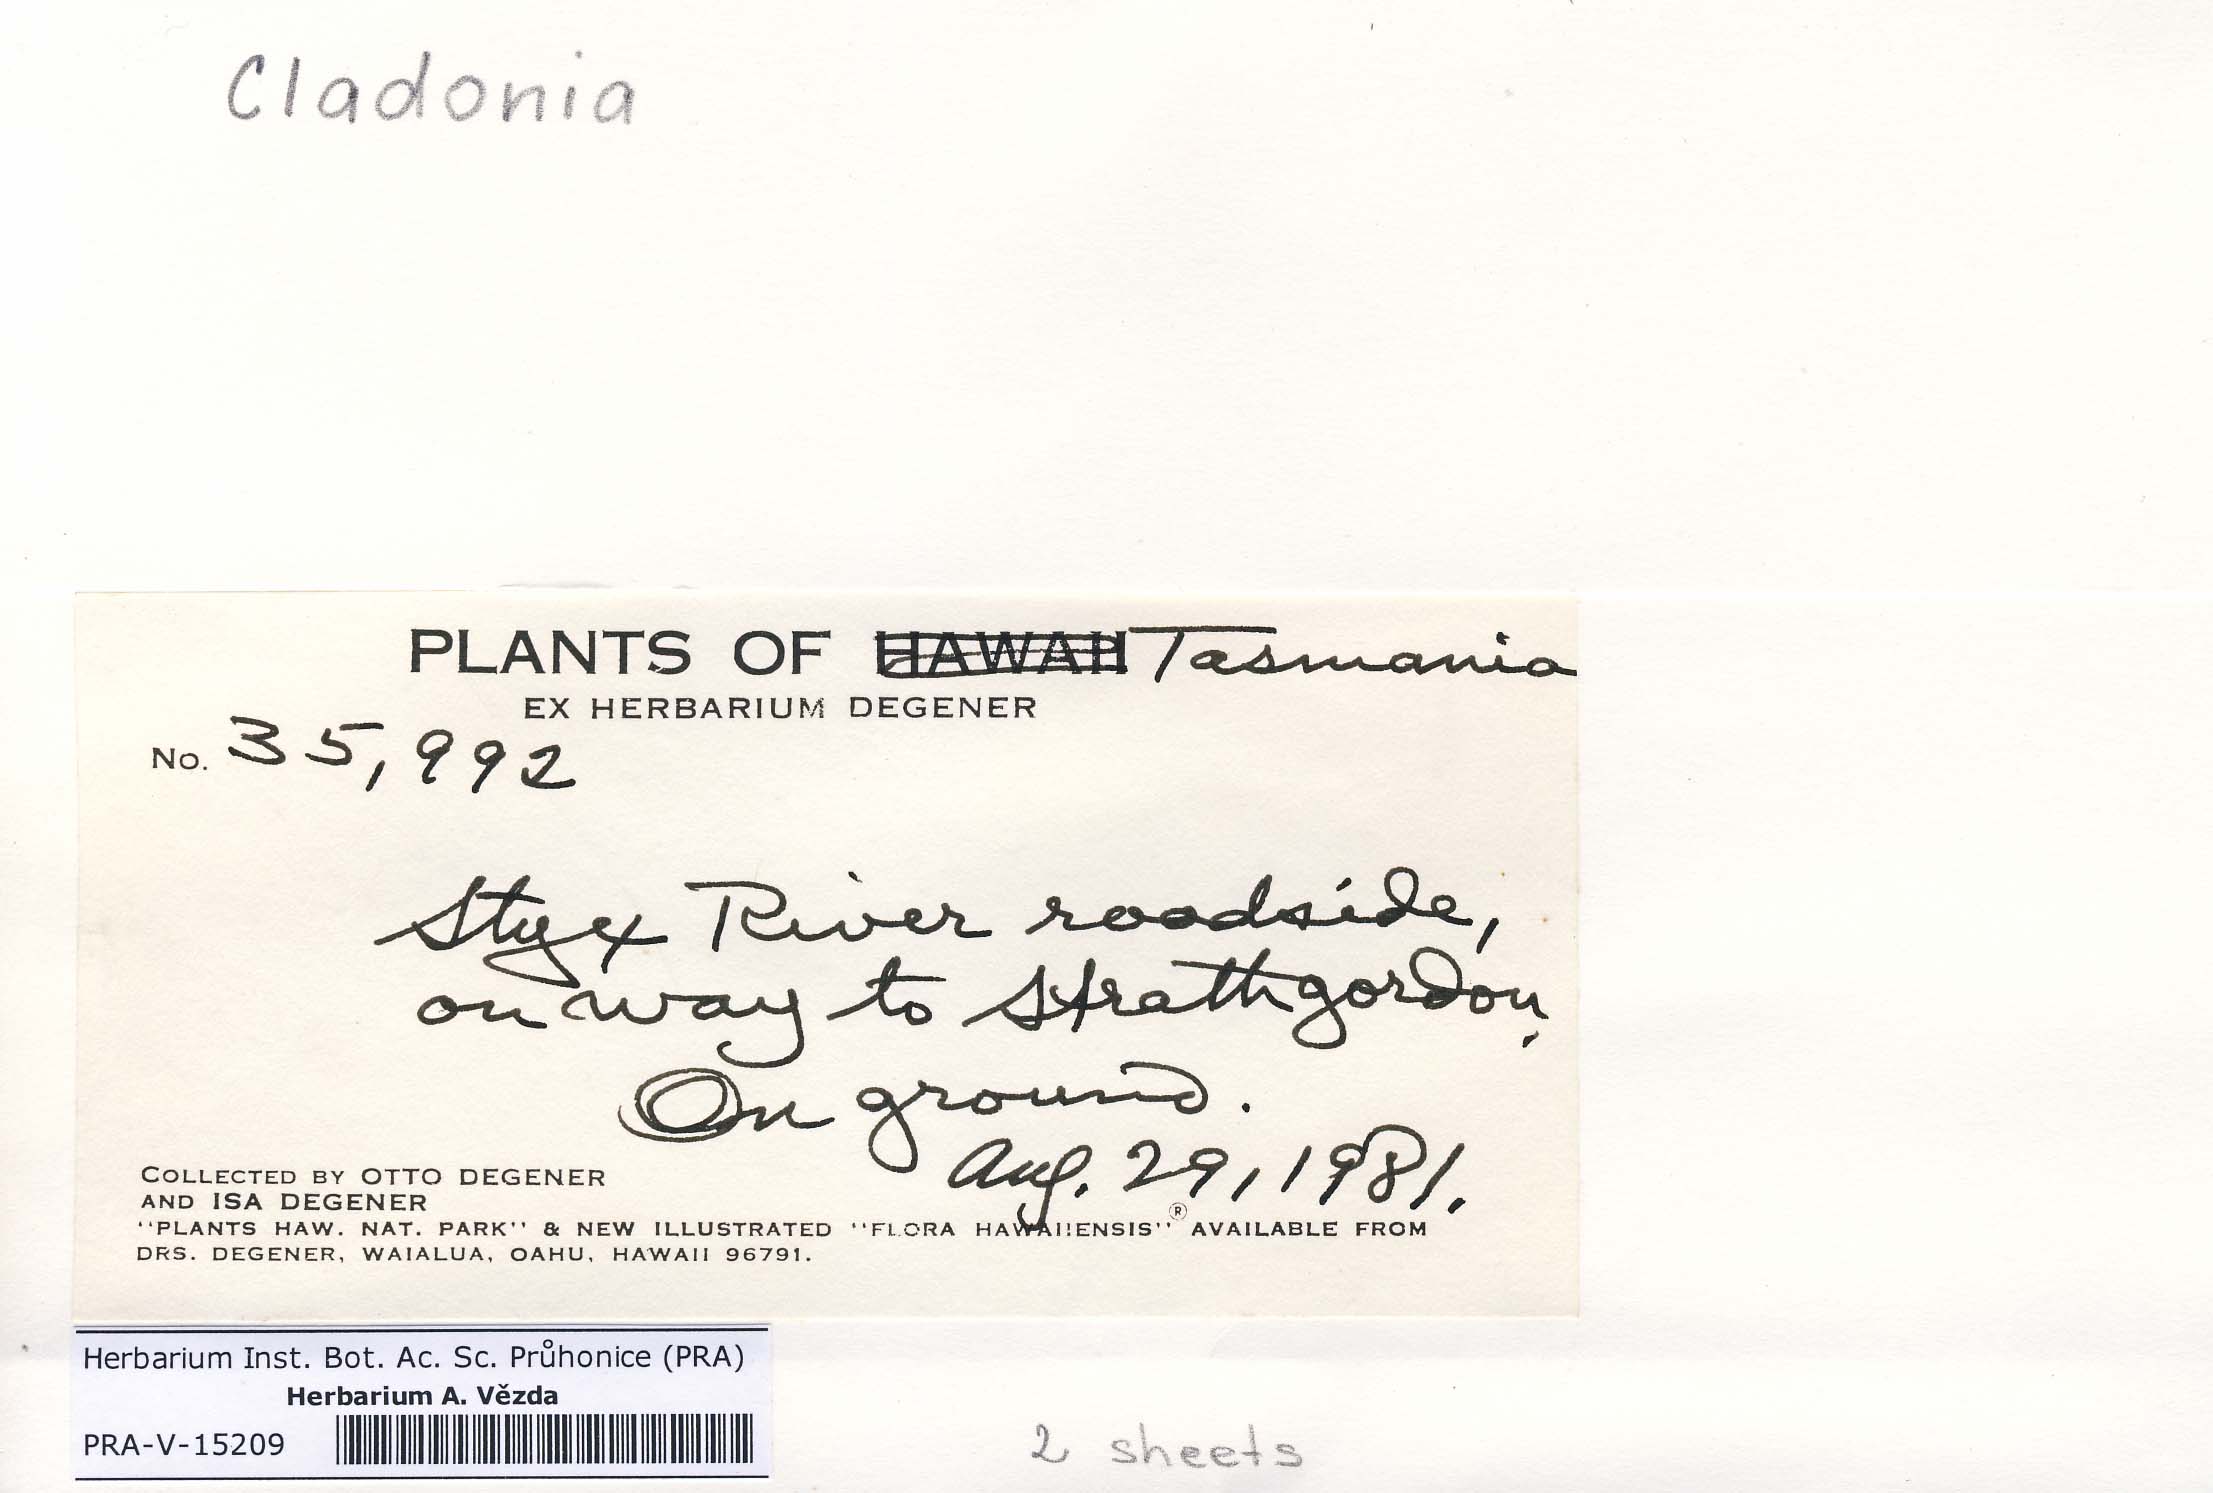 Cladonia
PLANTS OF HAWAII Tasmania
EX HERBARIUM DEGENER
No. 35,992
Styx River roadside,
on way to Strathgordon,
On ground.
Aug. 29, 1981.
COLLECTED BY OTTO DEGENER
AND ISA DEGENER
"PLANTS HAW. NAT. PARK" & NEW ILLUSTRATED "FLORA HAWAIIENSIS"® AVAILABLE FROM
DRS. DEGENER, WAIALUA, OAHU, HAWAII 96791.
Herbarium Inst. Bot. Ac. Sc. Průhonice (PRA)
Herbarium A. Vězda
PRA-V-15209
2 sheets